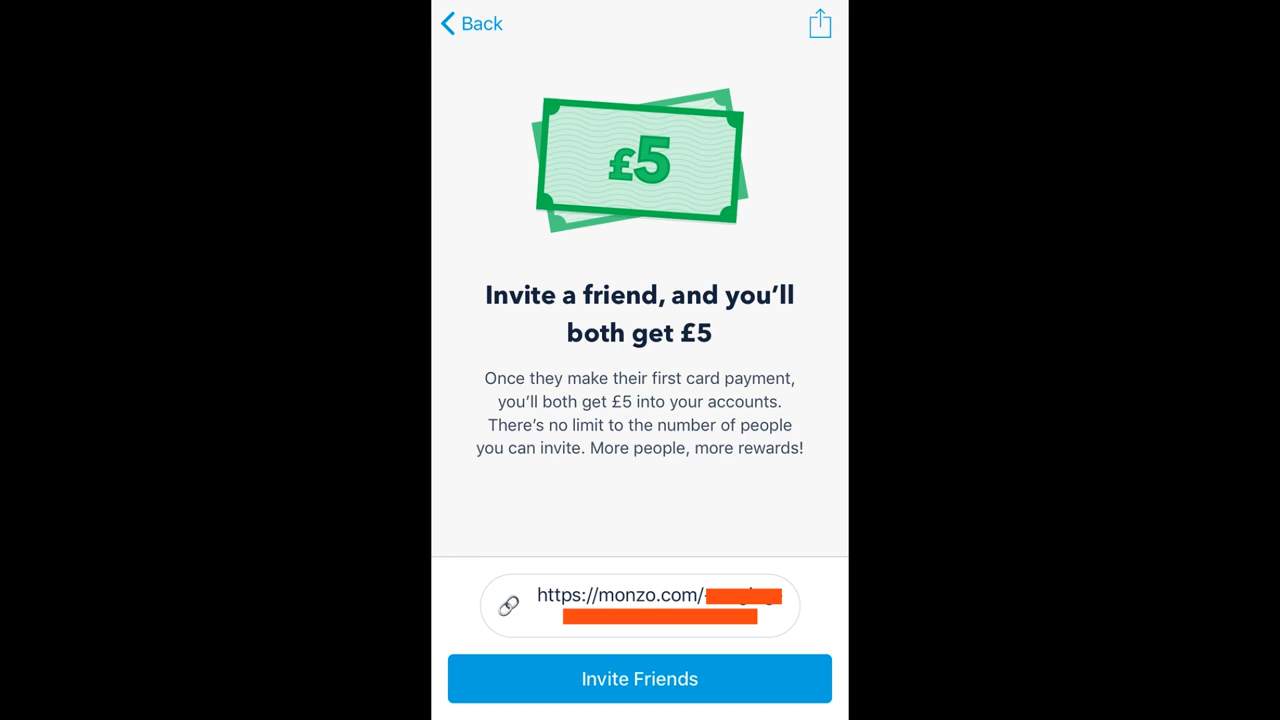 Back
£5
Invite a friend, and you’ll
both get £5
Once they make their first card payment,
you’ll both get £5 into your accounts.
There’s no limit to the number of people
you can invite. More people, more rewards!
https://monzo.com/
Invite Friends